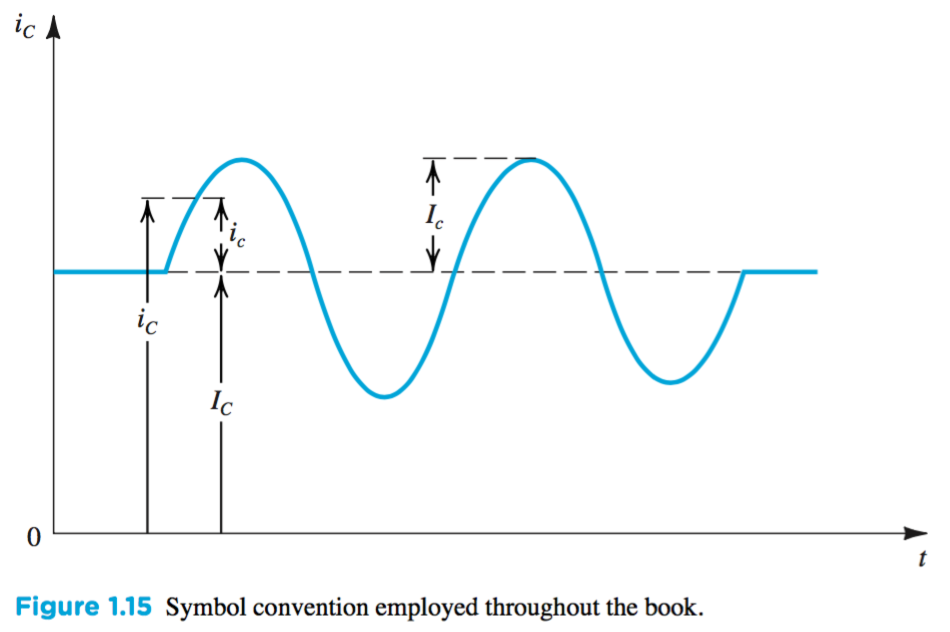 i_C
I_c
i_c
i_C
I_C
0
t
Figure 1.15 Symbol convention employed throughout the book.